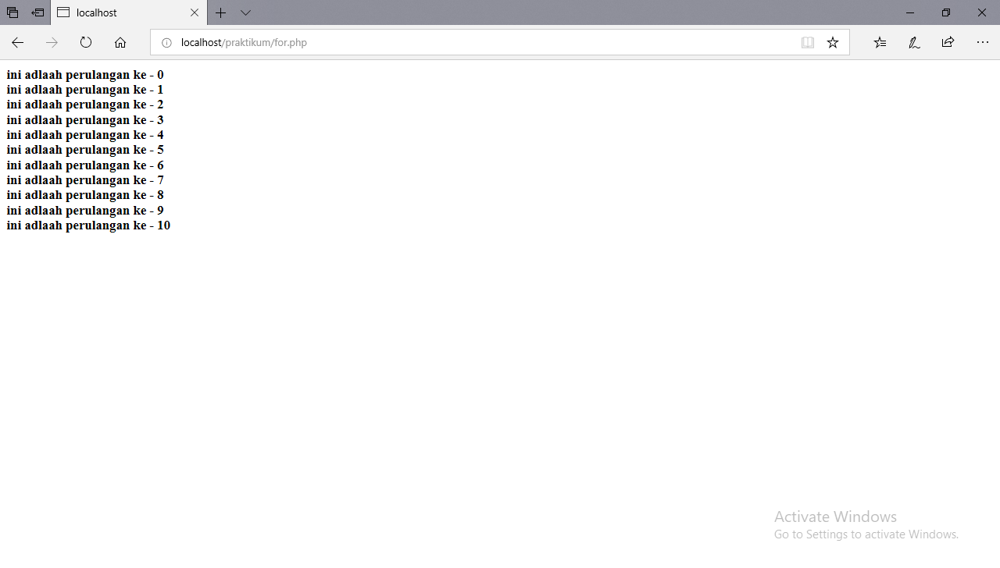 localhost
localhost/praktikum/for.php
ini adlaah perulangan ke - 0
ini adlaah perulangan ke - 1
ini adlaah perulangan ke - 2
ini adlaah perulangan ke - 3
ini adlaah perulangan ke - 4
ini adlaah perulangan ke - 5
ini adlaah perulangan ke - 6
ini adlaah perulangan ke - 7
ini adlaah perulangan ke - 8
ini adlaah perulangan ke - 9
ini adlaah perulangan ke - 10
Activate Windows
Go to Settings to activate Windows.